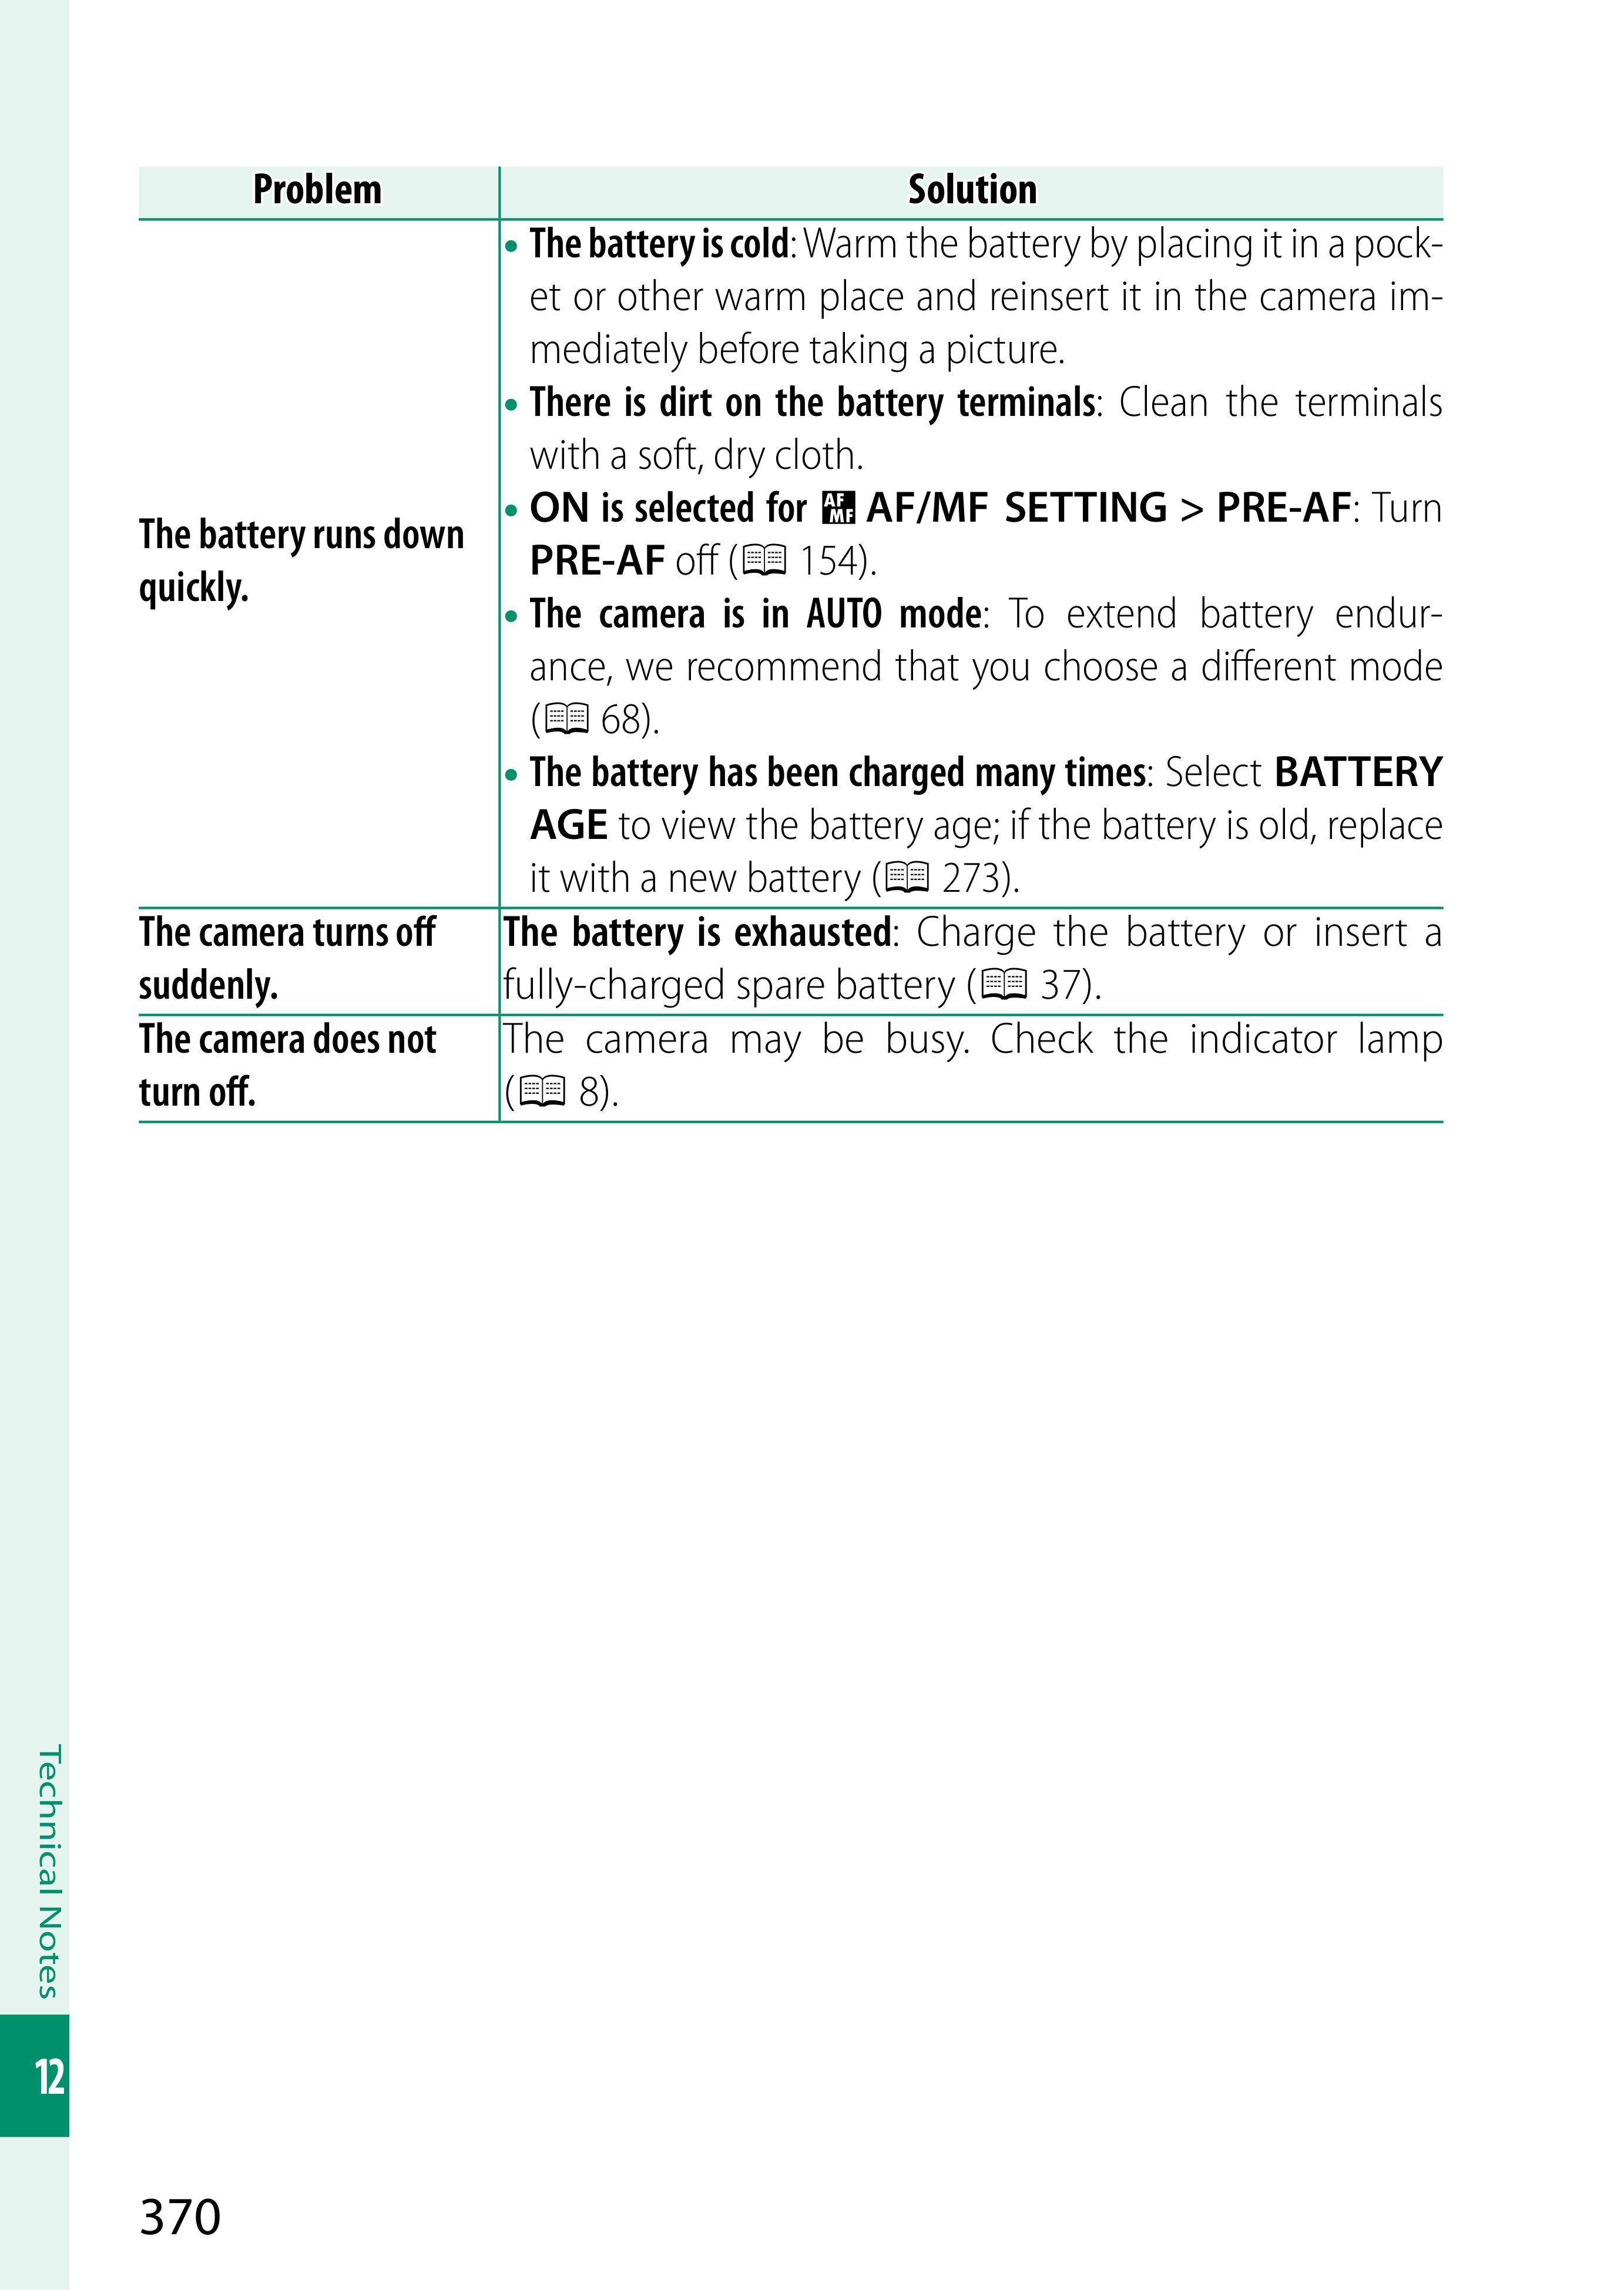 Problem Solution
The battery runs down
quickly.
• The battery is cold: Warm the battery by placing it in a pock-
et or other warm place and reinsert it in the camera im-
mediately before taking a picture.
• There is dirt on the battery terminals: Clean the terminals
with a soft, dry cloth.
• ON is selected for AF MF AF/MF SETTING > PRE-AF: Turn
PRE-AF off ( 154).
• The camera is in AUTO mode: To extend battery endur-
ance, we recommend that you choose a different mode
( 68).
• The battery has been charged many times: Select BATTERY
AGE to view the battery age; if the battery is old, replace
it with a new battery ( 273).
The camera turns off
suddenly.
The battery is exhausted: Charge the battery or insert a
fully-charged spare battery ( 37).
The camera does not
turn off.
The camera may be busy. Check the indicator lamp
( 8).
Technical Notes
12
370